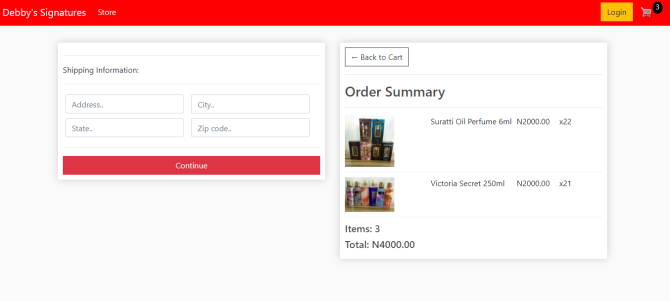 Debby's Signatures Store Login 3
Shipping Information:
Address.. City..
State.. Zip code..
Continue
← Back to Cart
Order Summary
Suratti Oil Perfume 6ml N2000.00 x22
Victoria Secret 250ml N2000.00 x21
Items: 3
Total: N4000.00